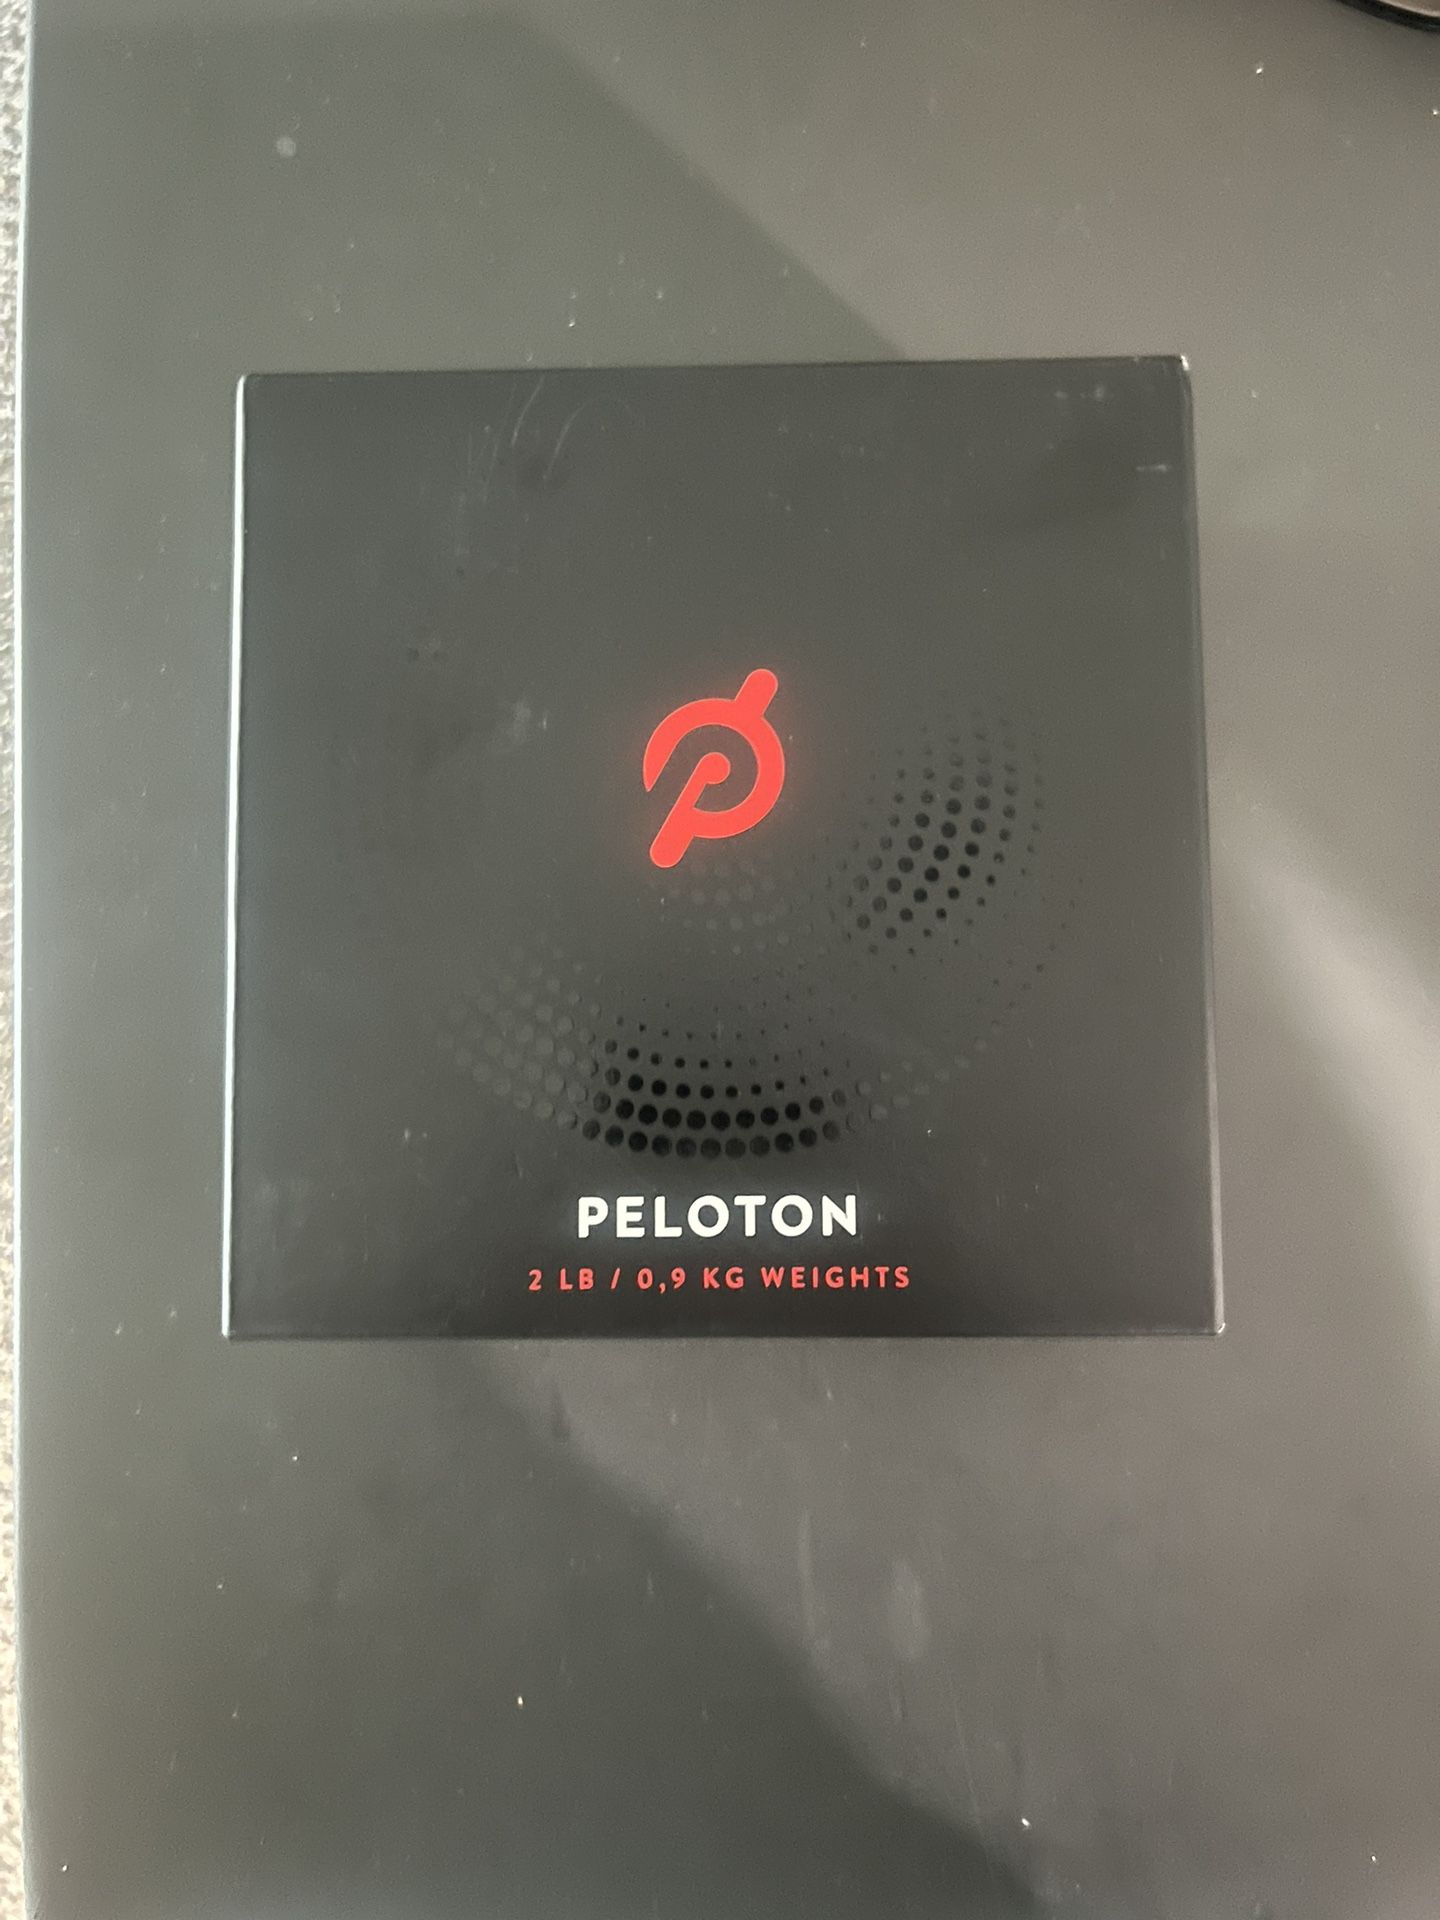 PELOTON
2 LB / 0,9 KG WEIGHTS